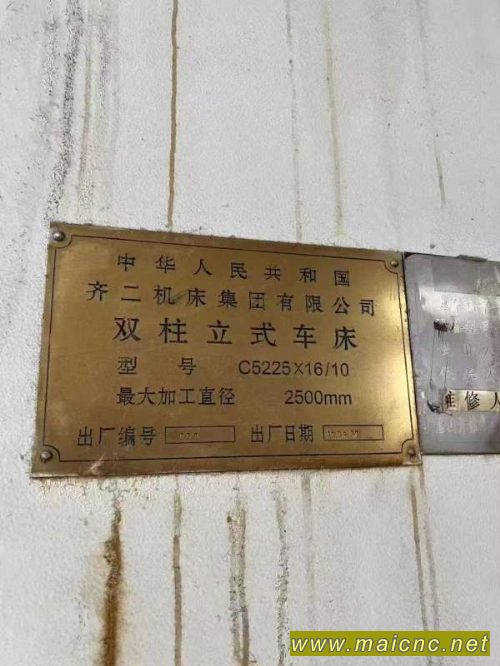 中华人民共和国
齐二机床集团有限公司
双柱立式车床
型 号 C5225×16/10
最大加工直径 2500mm
出厂编号 出厂日期
维修人
www.maicnc.net